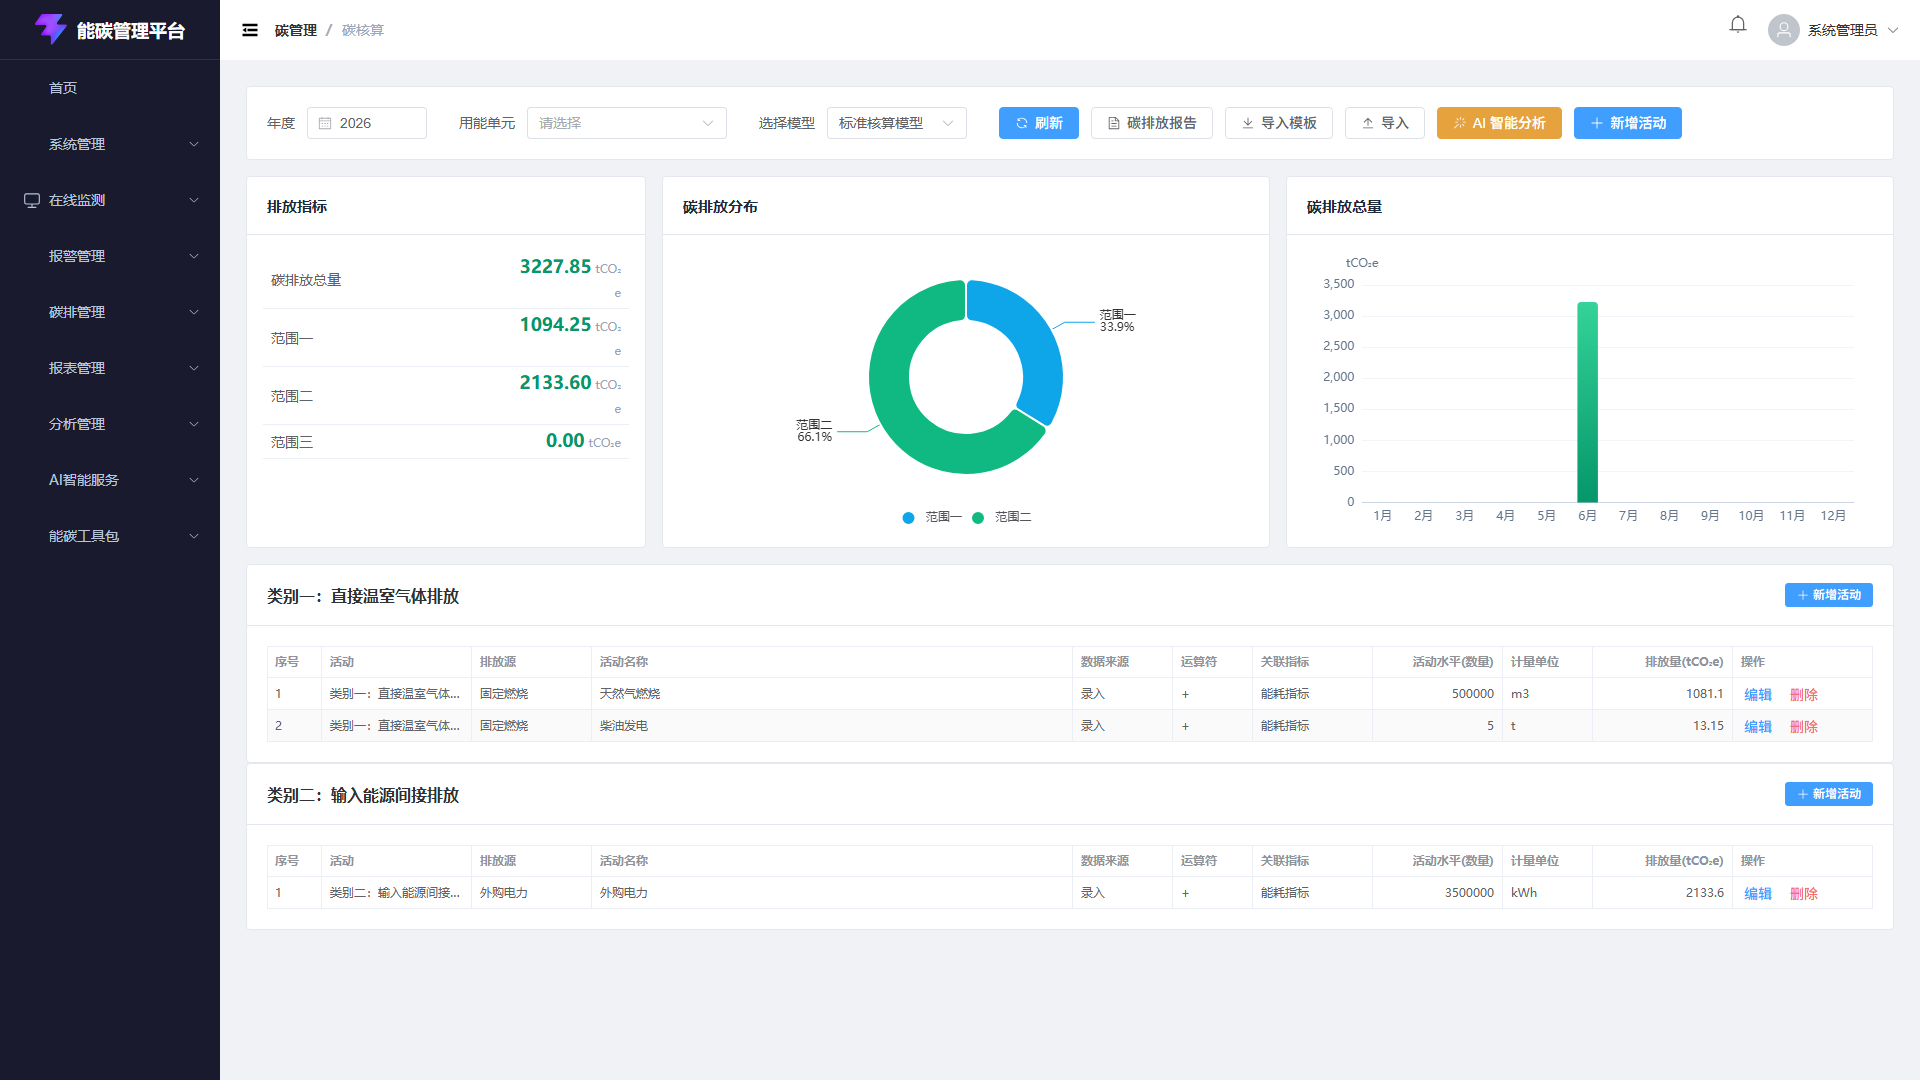 能碳管理平台
首页
系统管理
在线监测
报警管理
碳排管理
报表管理
分析管理
AI智能服务
能碳工具包
碳管理 / 碳核算
系统管理员
年度 2026 用能单元 请选择 选择模型 标准核算模型 刷新 碳排放报告 导入模板 导入 AI 智能分析 新增活动
排放指标
碳排放总量 3227.85 tCO₂
e
范围一 1094.25 tCO₂
e
范围二 2133.60 tCO₂
e
范围三 0.00 tCO₂e
碳排放分布
范围一
33.9%
范围二
66.1%
范围一 范围二
碳排放总量
tCO₂e
3,500
3,000
2,500
2,000
1,500
1,000
500
0
1月 2月 3月 4月 5月 6月 7月 8月 9月 10月 11月 12月
类别一：直接温室气体排放 新增活动
序号 活动 排放源 活动名称 数据来源 运算符 关联指标 活动水平(数量) 计量单位 排放量(tCO₂e) 操作
1 类别一：直接温室气体... 固定燃烧 天然气燃烧 录入 + 能耗指标 500000 m3 1081.1 编辑 删除
2 类别一：直接温室气体... 固定燃烧 柴油发电 录入 + 能耗指标 5 t 13.15 编辑 删除
类别二：输入能源间接排放 新增活动
序号 活动 排放源 活动名称 数据来源 运算符 关联指标 活动水平(数量) 计量单位 排放量(tCO₂e) 操作
1 类别二：输入能源间接... 外购电力 外购电力 录入 + 能耗指标 3500000 kWh 2133.6 编辑 删除